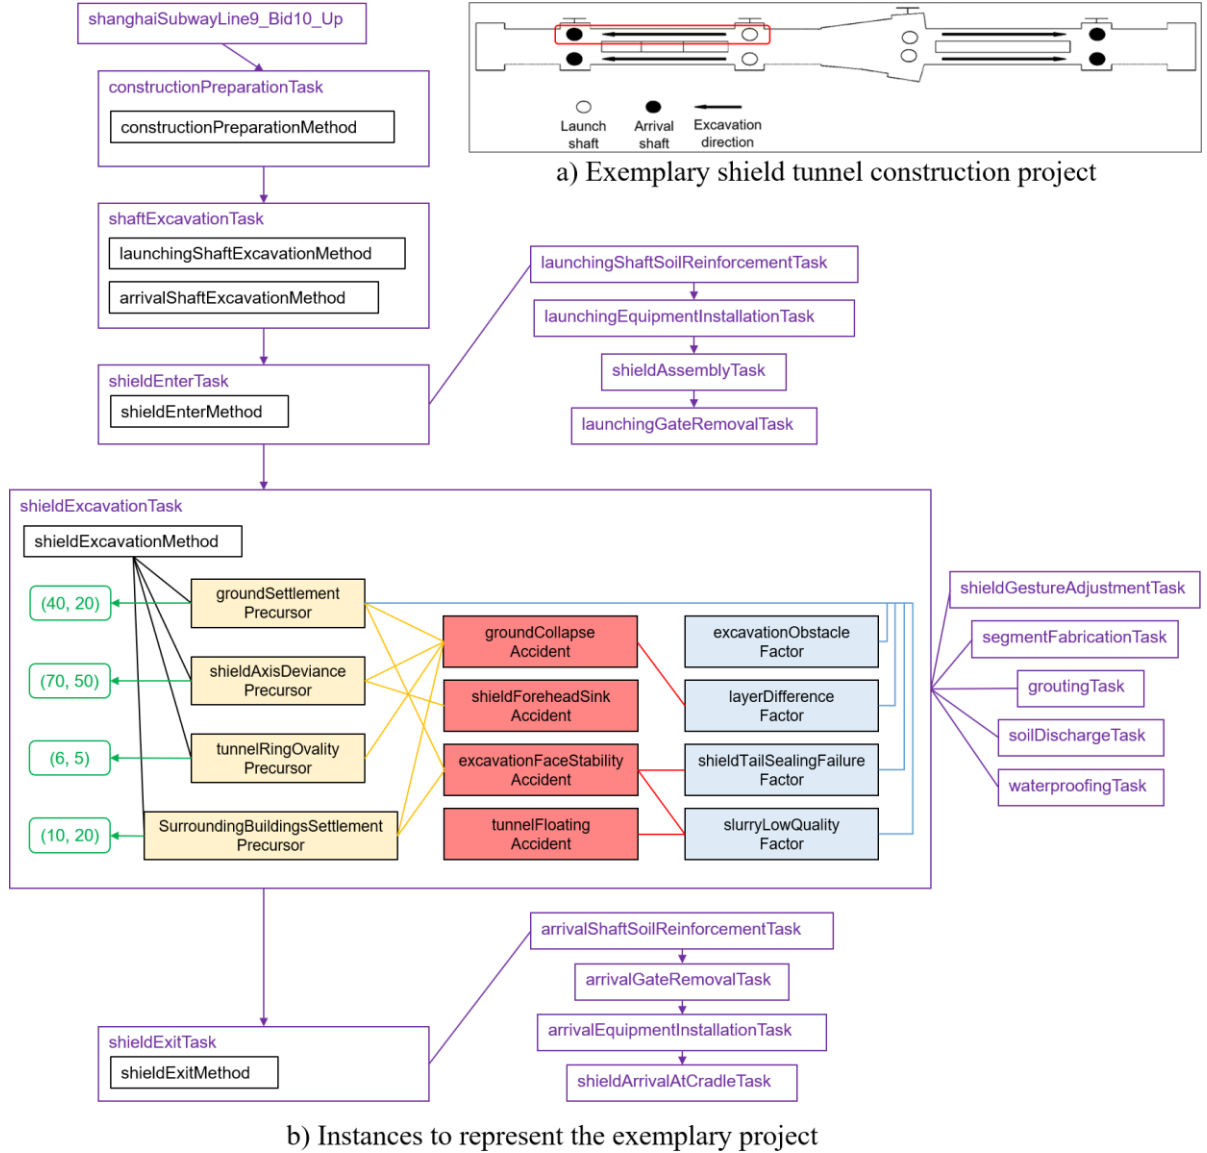 shanghaiSubwayLine9_Bid10_Up
constructionPreparationTask
constructionPreparationMethod
Launch
shaft
Arrival
shaft
Excavation
direction
a) Exemplary shield tunnel construction project
shaftExcavationTask
launchingShaftExcavationMethod
arrivalShaftExcavationMethod
launchingShaftSoilReinforcementTask
launchingEquipmentInstallationTask
shieldAssemblyTask
launchingGateRemovalTask
shieldEnterTask
shieldEnterMethod
shieldExcavationTask
shieldExcavationMethod
(40, 20)
(70, 50)
(6, 5)
(10, 20)
groundSettlement
Precursor
shieldAxisDeviance
Precursor
tunnelRingOvality
Precursor
SurroundingBuildingsSettlement
Precursor
groundCollapse
Accident
shieldForeheadSink
Accident
excavationFaceStability
Accident
tunnelFloating
Accident
excavationObstacle
Factor
layerDifference
Factor
shieldTailSealingFailure
Factor
slurryLowQuality
Factor
shieldGestureAdjustmentTask
segmentFabricationTask
groutingTask
soilDischargeTask
waterproofingTask
arrivalShaftSoilReinforcementTask
arrivalGateRemovalTask
arrivalEquipmentInstallationTask
shieldArrivalAtCradleTask
shieldExitTask
shieldExitMethod
b) Instances to represent the exemplary project